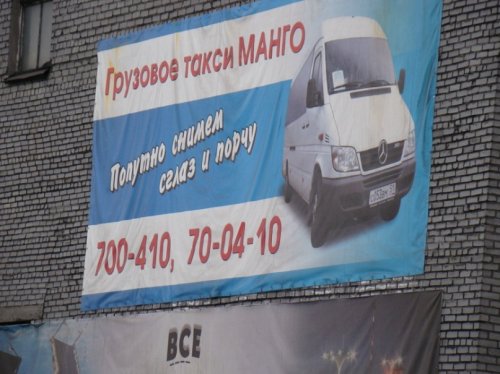 Грузовое такси МАНГО
Попутно снимем
сглаз и порчу
700-410, 70-04-10
ВСЕ